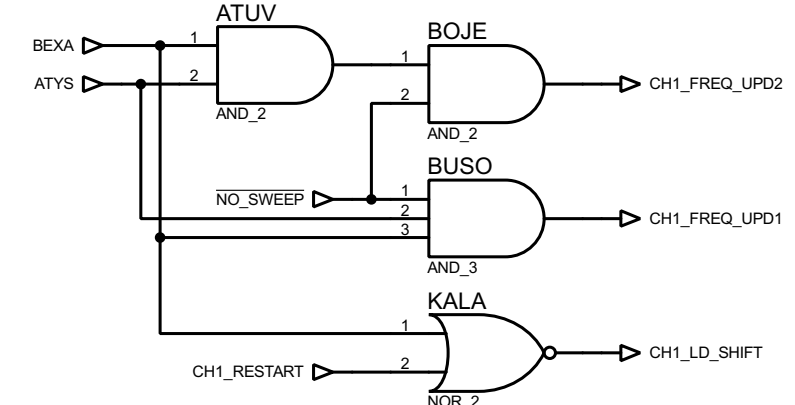 ATUV
BEXA
1
ATYS
2
AND_2
BOJE
1
2
AND_2
CH1_FREQ_UPD2
BUSO
NO_SWEEP
1
2
3
AND_3
CH1_FREQ_UPD1
KALA
1
CH1_RESTART
2
NOR_2
CH1_LD_SHIFT